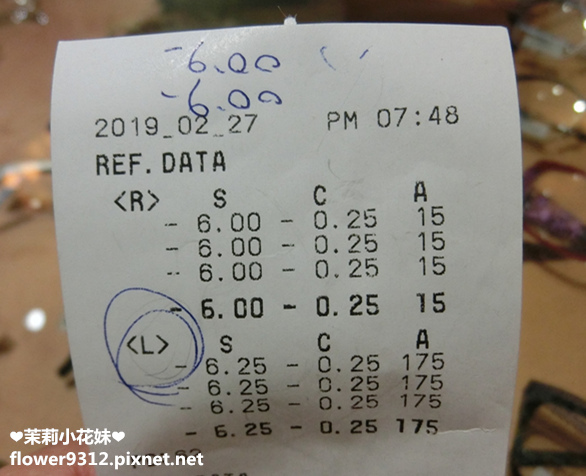 -6.00
-6.00
2019_02_27 PM 07:48
REF.DATA
<R> S C A
- 6.00 - 0.25 15
- 6.00 - 0.25 15
- 6.00 - 0.25 15
- 6.00 - 0.25 15
<L> S C A
- 6.25 - 0.25 175
- 6.25 - 0.25 175
- 6.25 - 0.25 175
- 6.25 - 0.25 175
❤茉莉小花妹❤
flower9312.pixnet.net